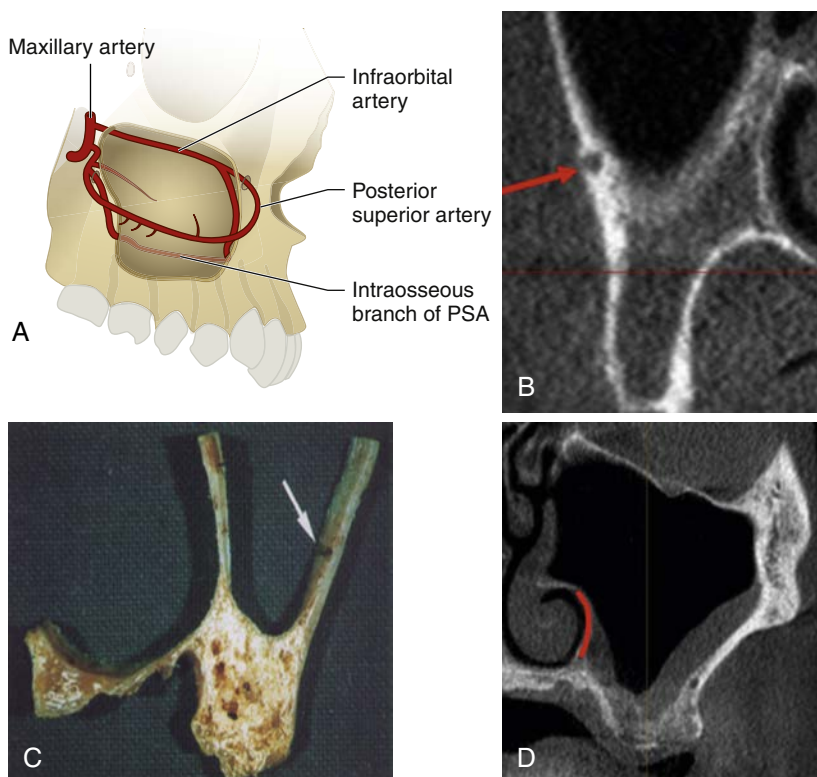 Maxillary artery
Infraorbital
artery
Posterior
superior artery
Intraosseous
branch of PSA
A
B
C
D